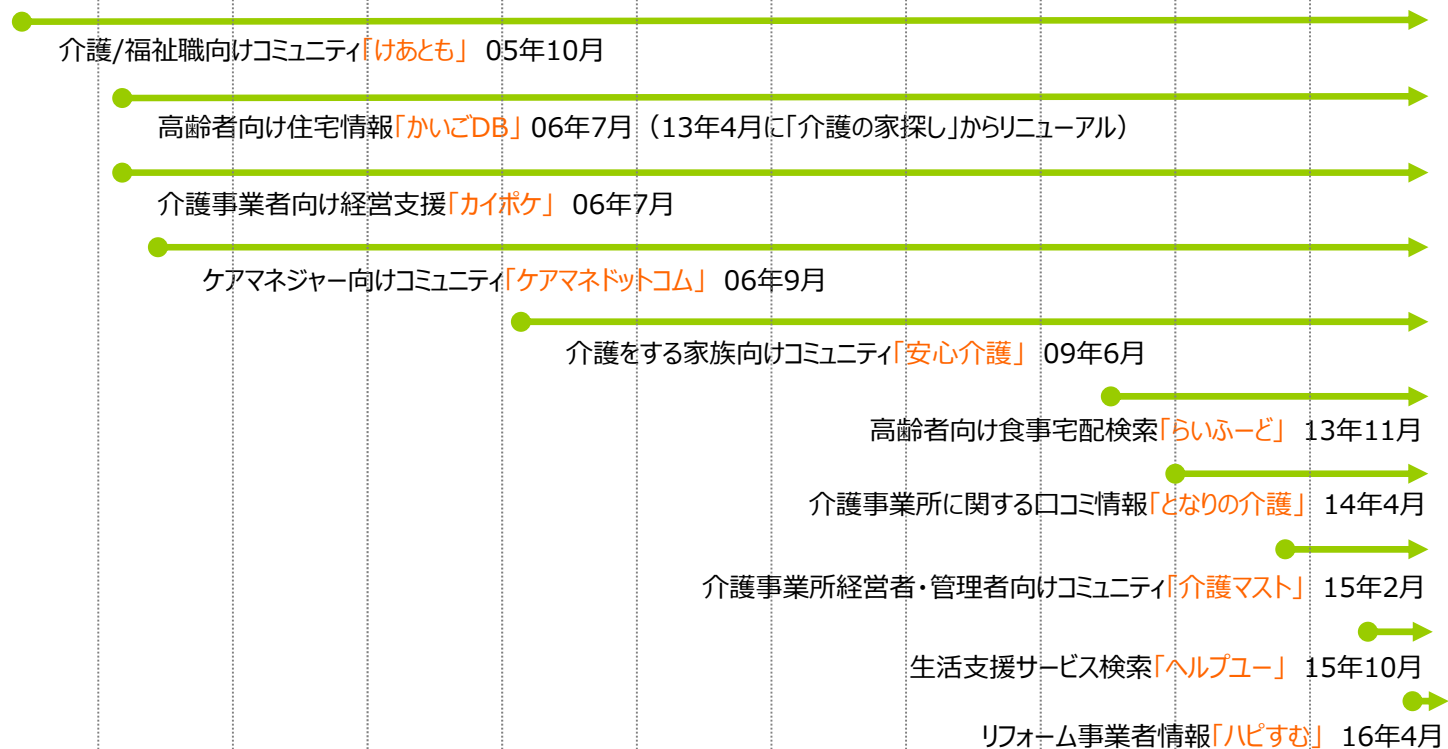 介護/福祉職向けコミュニティ「けあとも」 05年10月
高齢者向け住宅情報「かいごDB」 06年7月（13年4月に「介護の家探し」からリニューアル）
介護事業者向け経営支援「カイポケ」 06年7月
ケアマネジャー向けコミュニティ「ケアマネドットコム」 06年9月
介護をする家族向けコミュニティ「安心介護」 09年6月
高齢者向け食事宅配検索「らいふーど」 13年11月
介護事業所に関する口コミ情報「となりの介護」 14年4月
介護事業所経営者・管理者向けコミュニティ「介護マスト」 15年2月
生活支援サービス検索「ヘルプユー」 15年10月
リフォーム事業者情報「ハピすむ」 16年4月